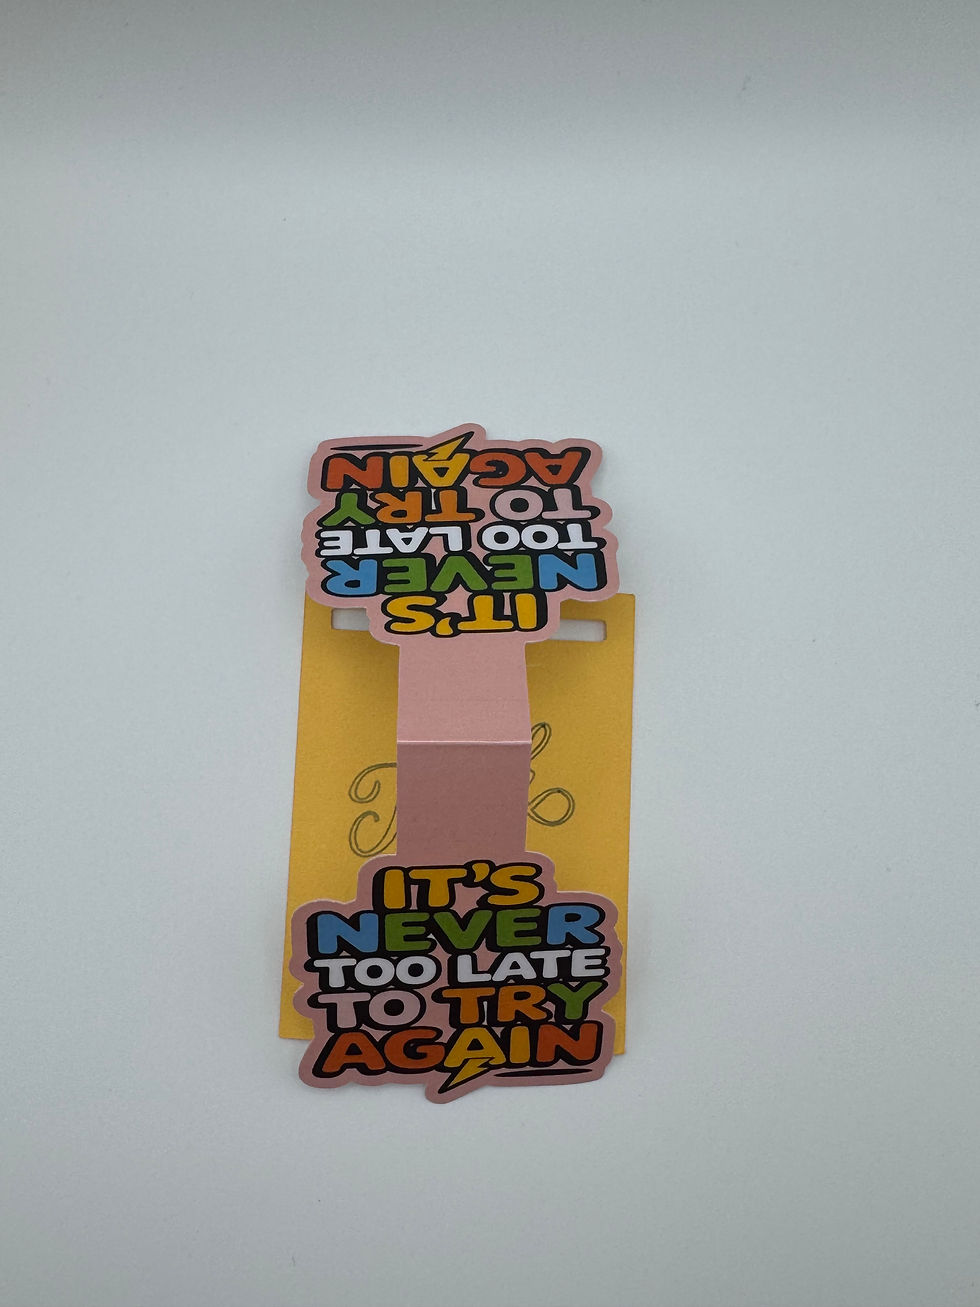 IT'S
NEVER
TOO LATE
TO TRY
AGAIN
IT'S
NEVER
TOO LATE
TO TRY
AGAIN